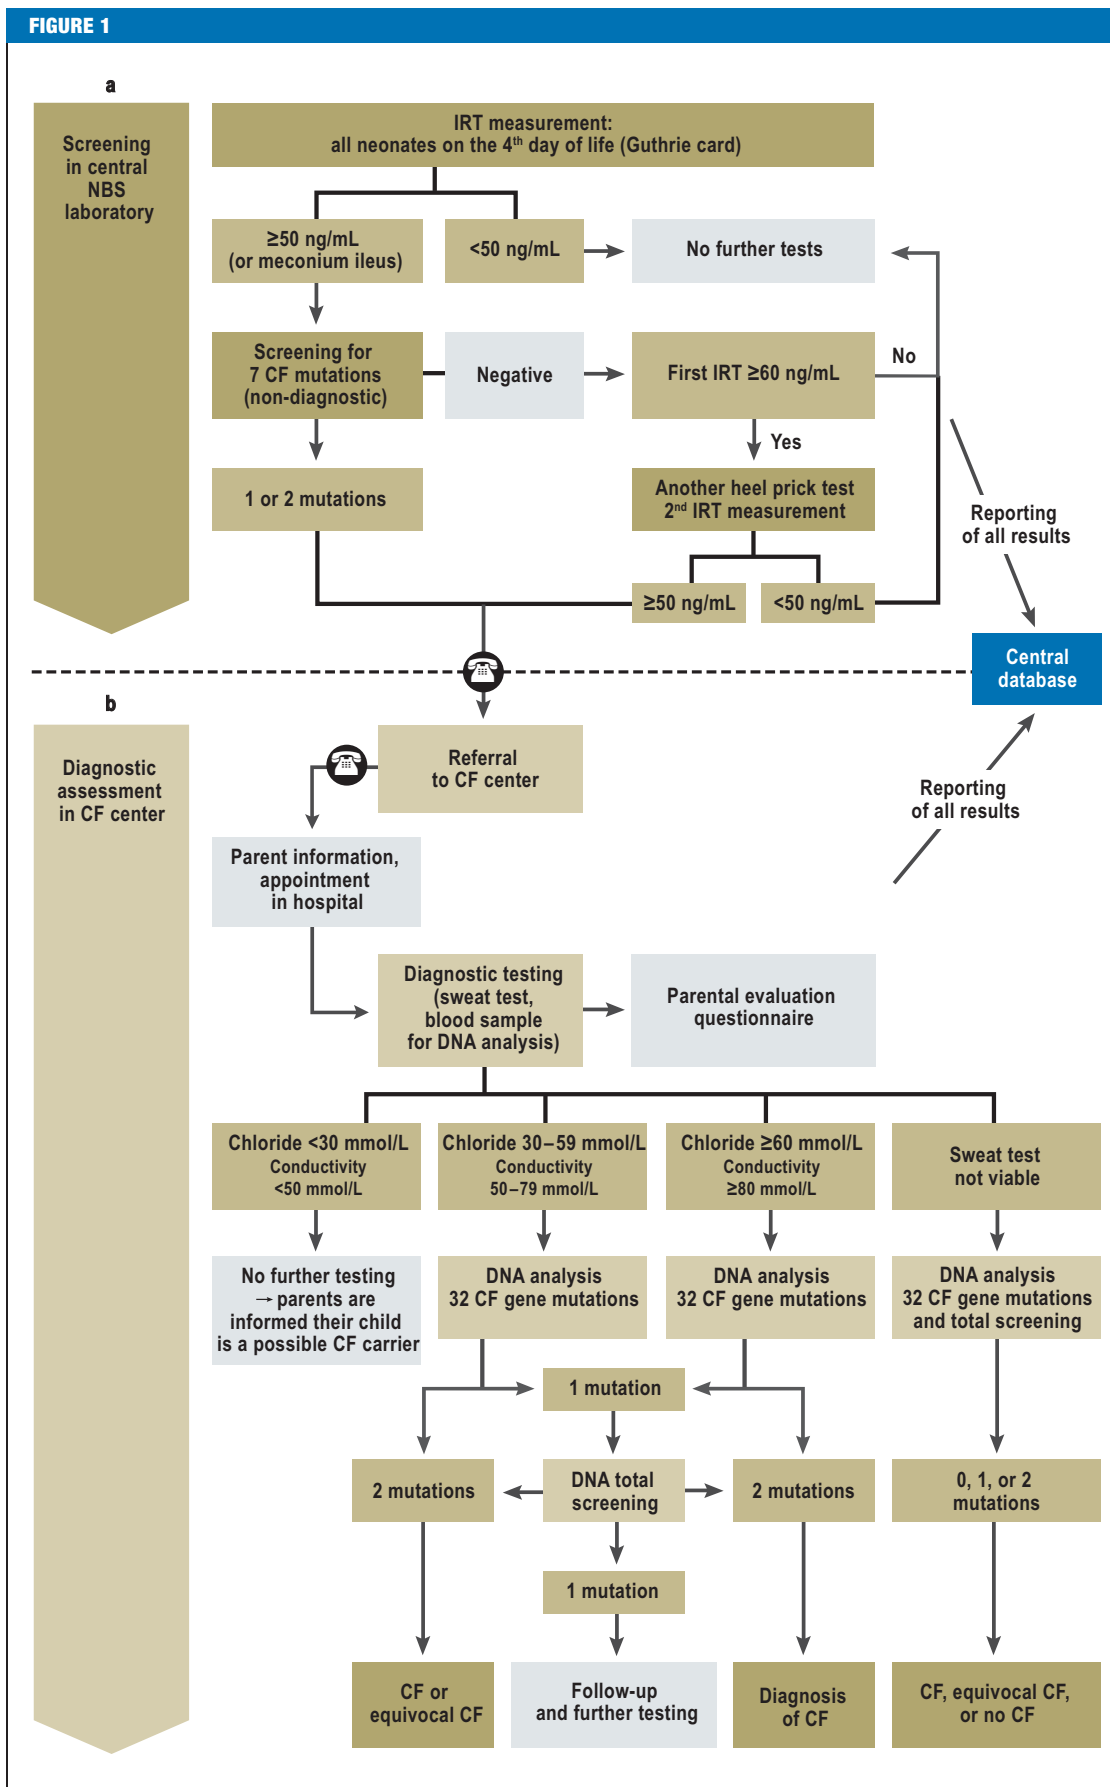 FIGURE 1
a
Screening
in central
NBS
laboratory
IRT measurement:
all neonates on the 4th day of life (Guthrie card)
≥50 ng/mL
(or meconium ileus)
<50 ng/mL
No further tests
Screening for
7 CF mutations
(non-diagnostic)
Negative
First IRT ≥60 ng/mL
No
Yes
1 or 2 mutations
Another heel prick test
2nd IRT measurement
Reporting
of all results
≥50 ng/mL
<50 ng/mL
Central
database
b
Diagnostic
assessment
in CF center
Referral
to CF center
Reporting
of all results
Parent information,
appointment
in hospital
Diagnostic testing
(sweat test,
blood sample
for DNA analysis)
Parental evaluation
questionnaire
Chloride <30 mmol/L
Conductivity
<50 mmol/L
Chloride 30–59 mmol/L
Conductivity
50–79 mmol/L
Chloride ≥60 mmol/L
Conductivity
≥80 mmol/L
Sweat test
not viable
No further testing
→ parents are
informed their child
is a possible CF carrier
DNA analysis
32 CF gene mutations
DNA analysis
32 CF gene mutations
DNA analysis
32 CF gene mutations
and total screening
1 mutation
2 mutations
DNA total
screening
2 mutations
0, 1, or 2
mutations
1 mutation
CF or
equivocal CF
Follow-up
and further testing
Diagnosis
of CF
CF, equivocal CF,
or no CF